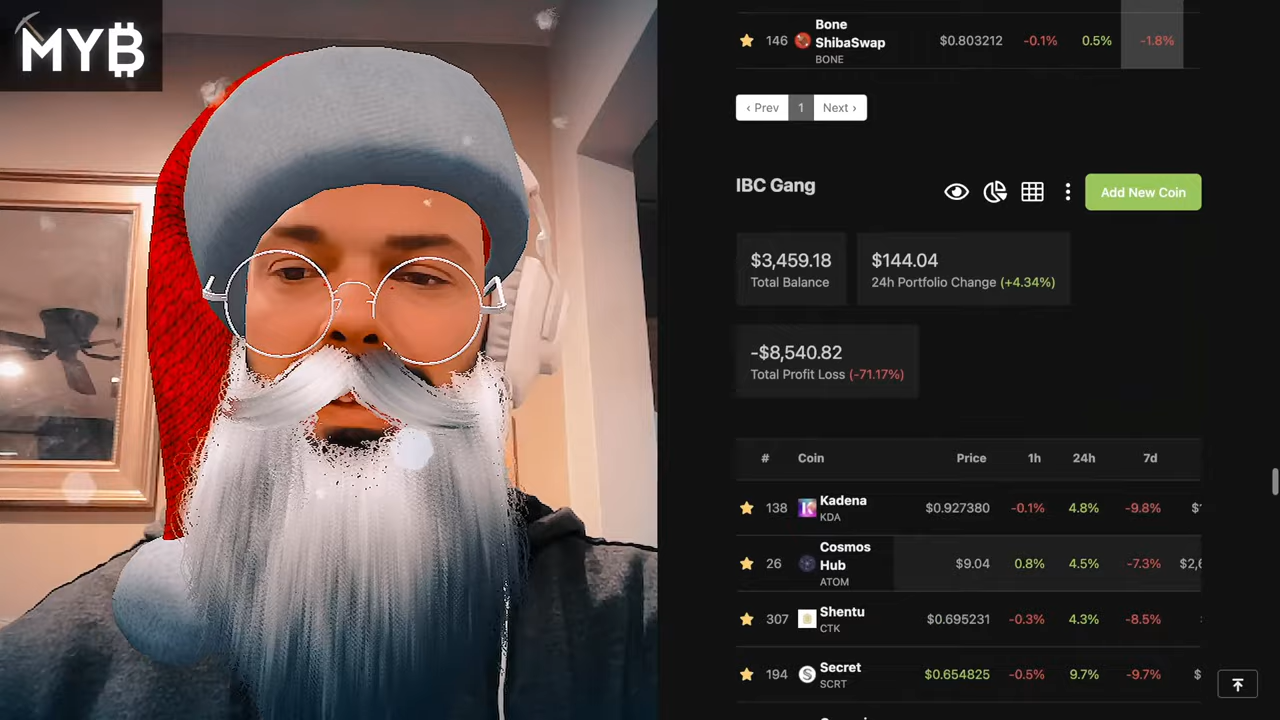 MYB
Bone
ShibaSwap
BONE
146 $0.803212 -0.1% 0.5% -1.8%
‹ Prev 1 Next ›
IBC Gang
Add New Coin
$3,459.18
Total Balance
$144.04
24h Portfolio Change (+4.34%)
-$8,540.82
Total Profit Loss (-71.17%)
# Coin Price 1h 24h 7d
138 Kadena $0.927380 -0.1% 4.8% -9.8%
KDA
26 Cosmos Hub $9.04 0.8% 4.5% -7.3%
ATOM
307 Shentu $0.695231 -0.3% 4.3% -8.5%
CTK
194 Secret $0.654825 -0.5% 9.7% -9.7% $
SCRT